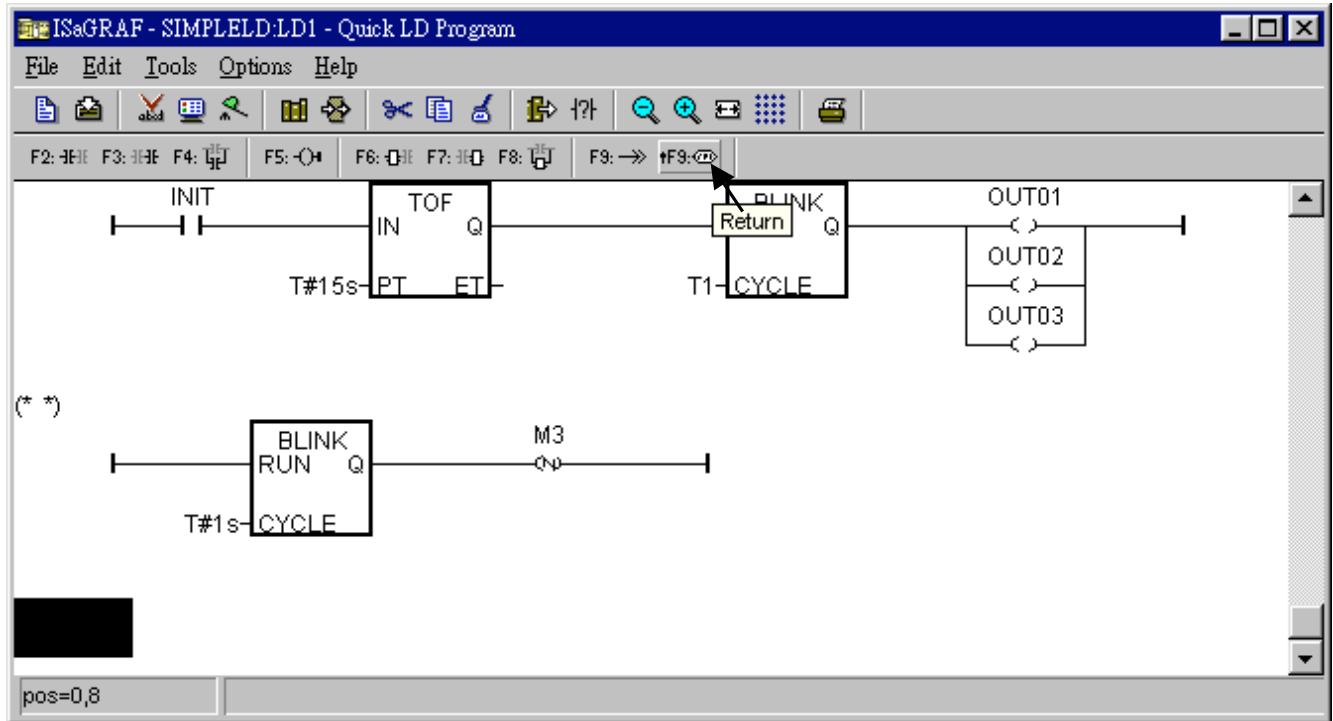 ISaGRAF - SIMPLELD:LD1 - Quick LD Program
File Edit Tools Options Help
F2: F3: F4: F5: F6: F7: F8: F9: F9:
INIT
TOF
IN Q
T#15s PT ET
BLINK
Return
Q
T1 CYCLE
OUT01
OUT02
OUT03
(* *)
BLINK
RUN Q
T#1s CYCLE
M3
N
pos=0,8